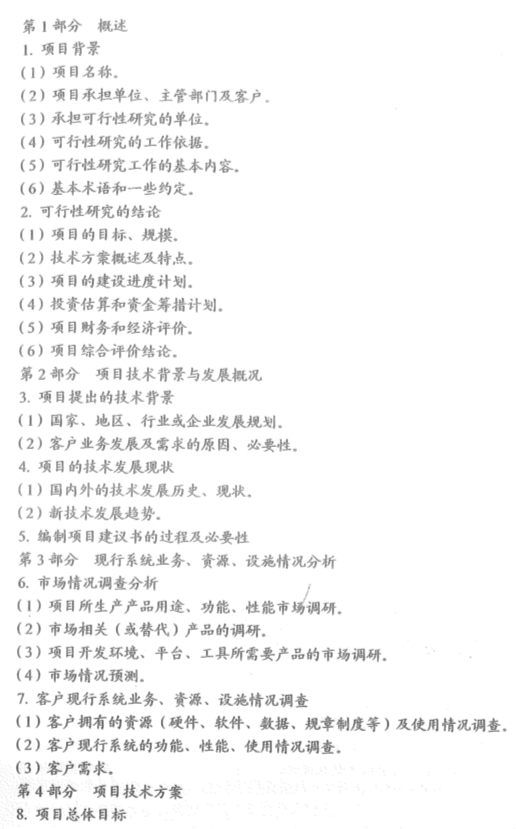 第1部分　概述
1. 项目背景
（1）项目名称。
（2）项目承担单位、主管部门及客户。
（3）承担可行性研究的单位。
（4）可行性研究的工作依据。
（5）可行性研究工作的基本内容。
（6）基本术语和一些约定。
2. 可行性研究的结论
（1）项目的目标、规模。
（2）技术方案概述及特点。
（3）项目的建设进度计划。
（4）投资估算和资金筹措计划。
（5）项目财务和经济评价。
（6）项目综合评价结论。
第2部分　项目技术背景与发展概况
3. 项目提出的技术背景
（1）国家、地区、行业或企业发展规划。
（2）客户业务发展及需求的原因、必要性。
4. 项目的技术发展现状
（1）国内外的技术发展历史、现状。
（2）新技术发展趋势。
5. 编制项目建议书的过程及必要性
第3部分　现行系统业务、资源、设施情况分析
6. 市场情况调查分析
（1）项目所生产产品用途、功能、性能市场调研。
（2）市场相关（或替代）产品的调研。
（3）项目开发环境、平台、工具所需要产品的市场调研。
（4）市场情况预测。
7. 客户现行系统业务、资源、设施情况调查
（1）客户拥有的资源（硬件、软件、数据、规章制度等）及使用情况调查。
（2）客户现行系统的功能、性能、使用情况调查。
（3）客户需求。
第4部分　项目技术方案
8. 项目总体目标